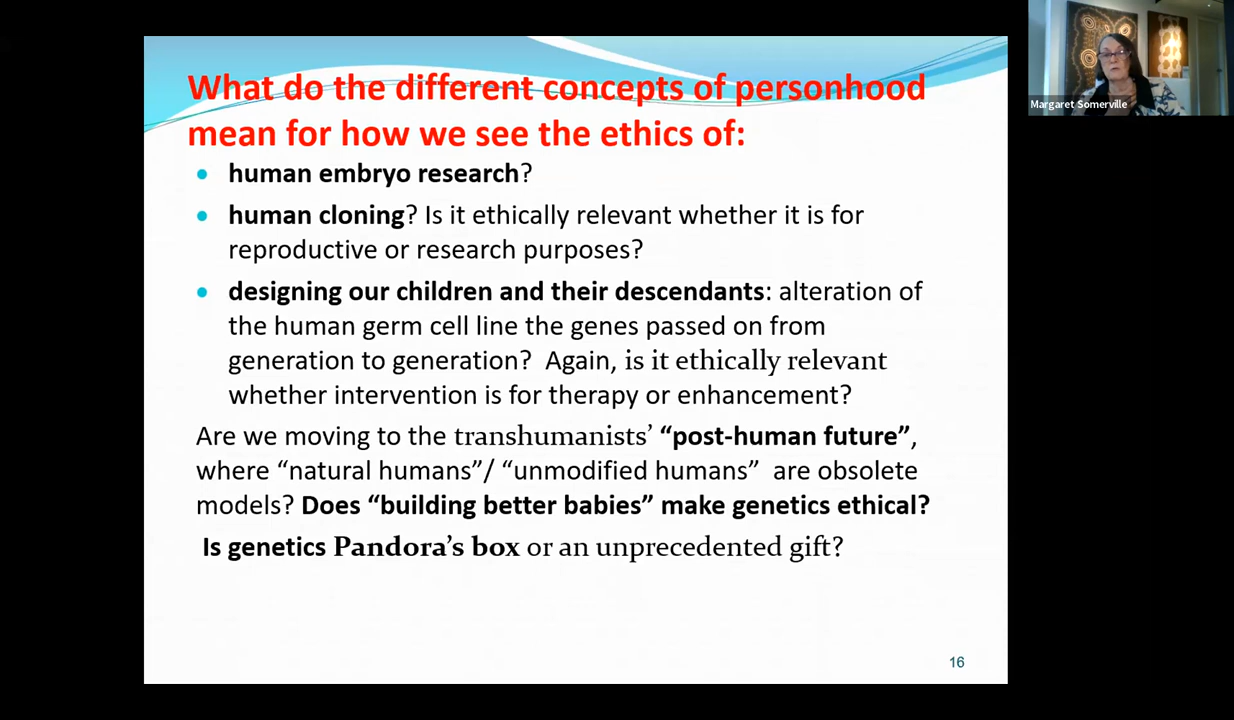 What do the different concepts of personhood
mean for how we see the ethics of:
• human embryo research?
• human cloning? Is it ethically relevant whether it is for
reproductive or research purposes?
• designing our children and their descendants: alteration of
the human germ cell line the genes passed on from
generation to generation? Again, is it ethically relevant
whether intervention is for therapy or enhancement?
Are we moving to the transhumanists’ “post-human future”,
where “natural humans”/ “unmodified humans” are obsolete
models? Does “building better babies” make genetics ethical?
Is genetics Pandora’s box or an unprecedented gift?
16
Margaret Somerville